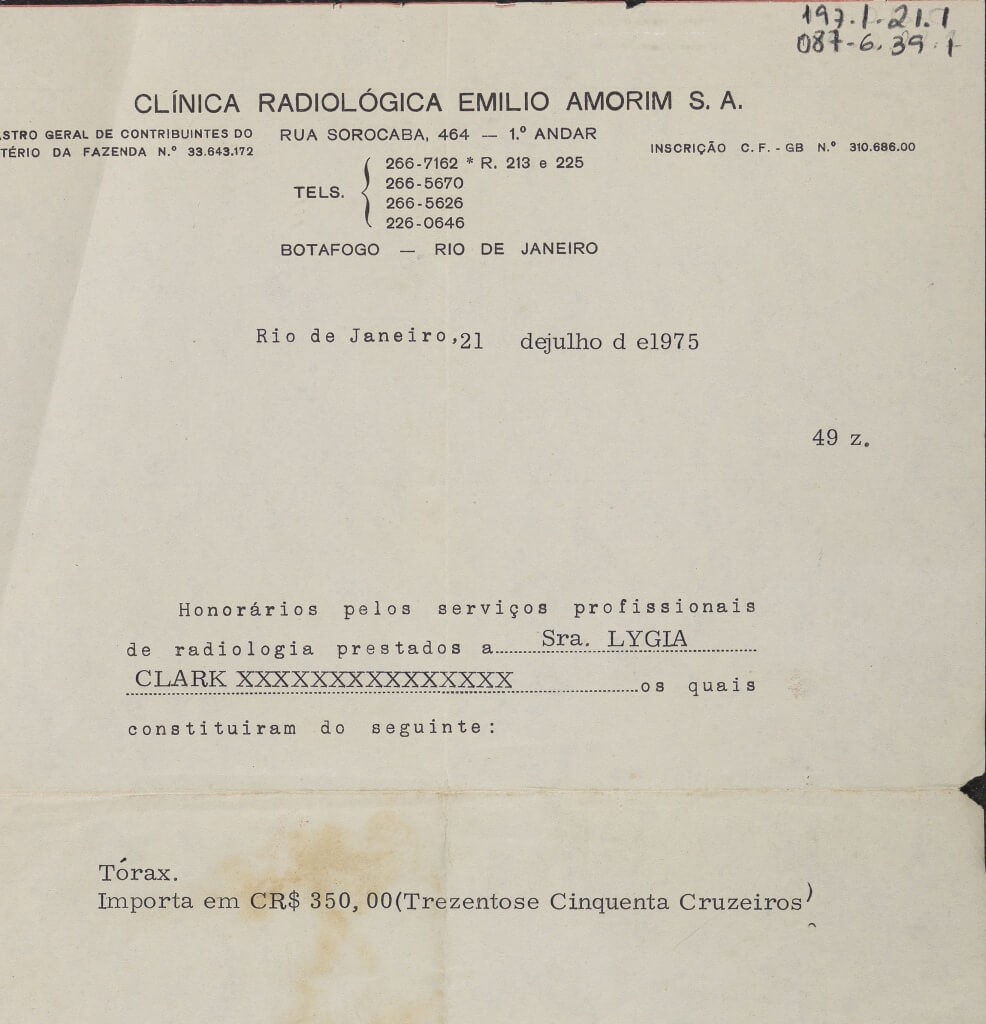 197.1-21.1
087-6.39.1
CLÍNICA RADIOLÓGICA EMILIO AMORIM S. A.
ASTRO GERAL DE CONTRIBUINTES DO
TÉRIO DA FAZENDA N.º 33.643.172
RUA SOROCABA, 464 — 1.º ANDAR
INSCRIÇÃO C. F. - GB N.º 310.686.00
TELS.
266-7162 * R. 213 e 225
266-5670
266-5626
226-0646
BOTAFOGO — RIO DE JANEIRO
Rio de Janeiro,21 dejulho d e1975
49 z.
Honorários pelos serviços profissionais
de radiologia prestados a Sra. LYGIA
CLARK XXXXXXXXXXXXXXX os quais
constituiram do seguinte:
Tórax.
Importa em CR$ 350,00(Trezentose Cinquenta Cruzeiros)